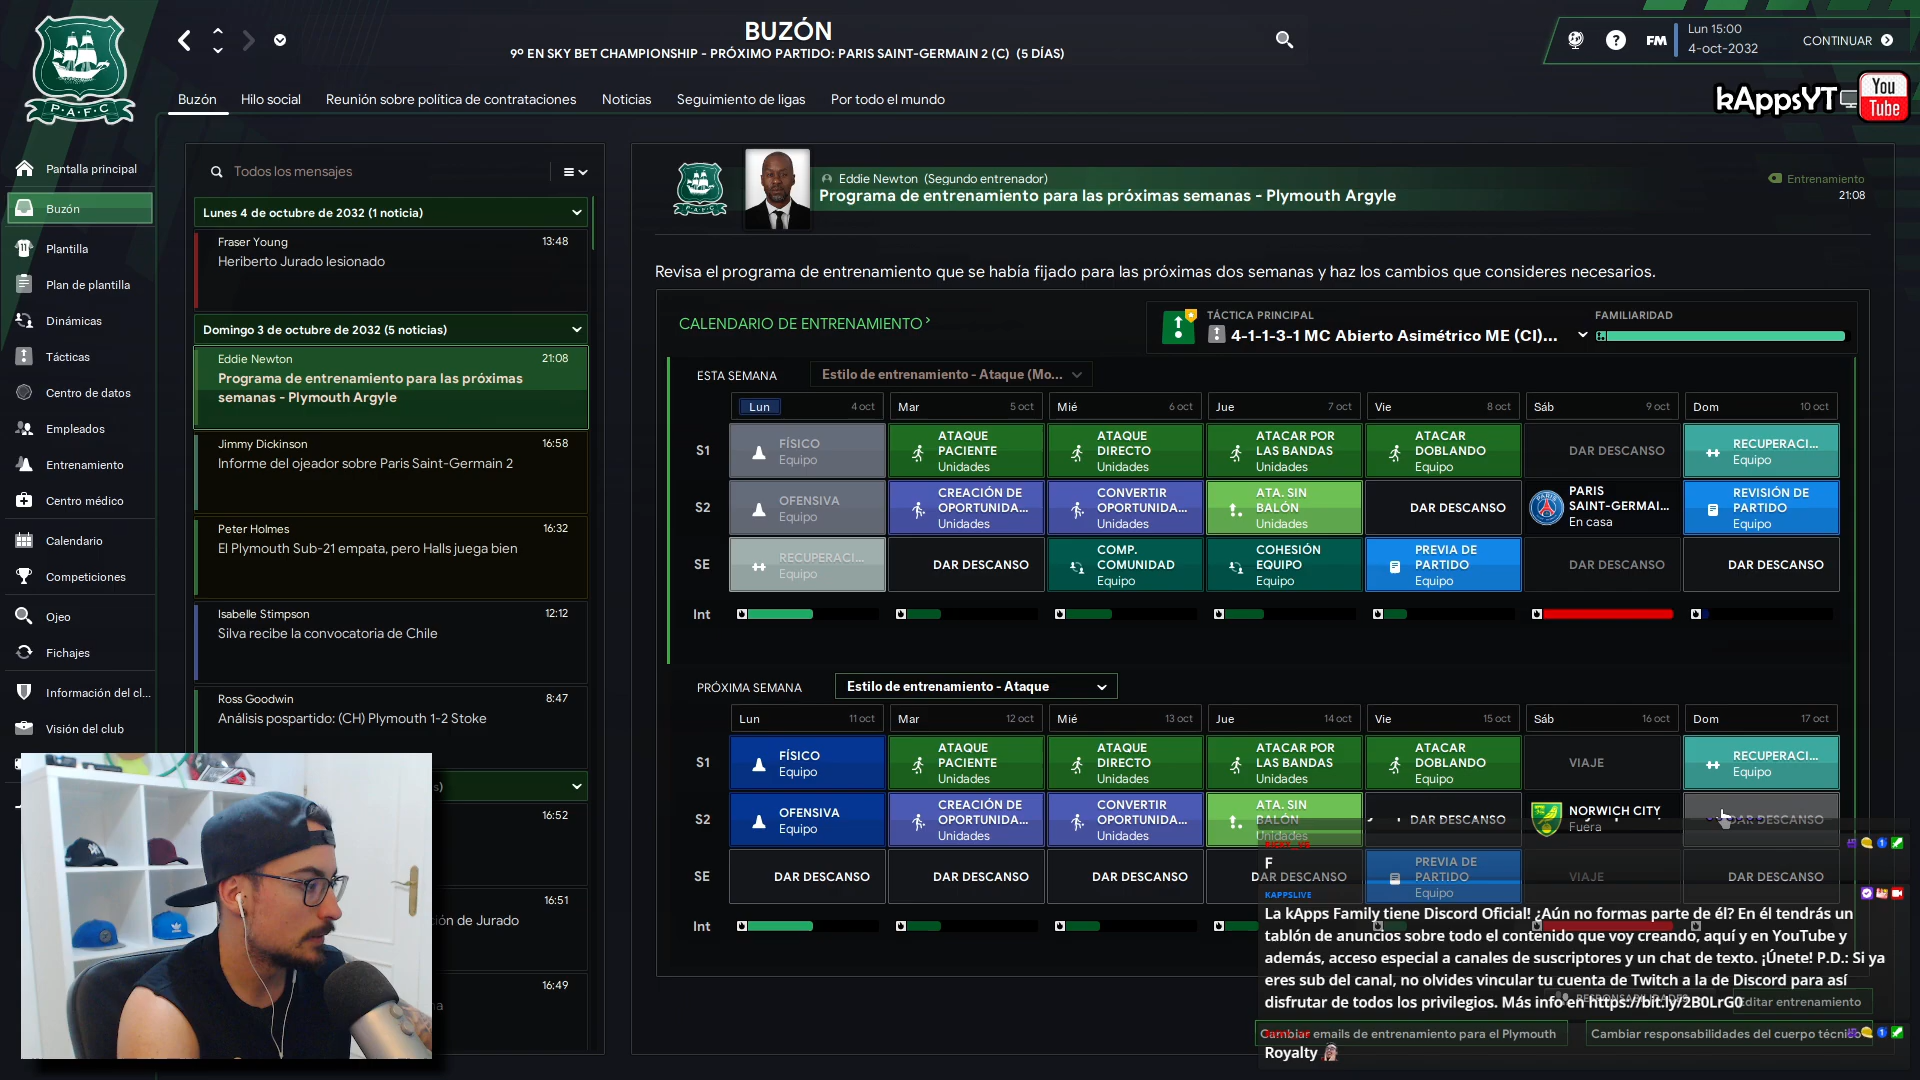 BUZÓN
9º EN SKY BET CHAMPIONSHIP - PRÓXIMO PARTIDO: PARIS SAINT-GERMAIN 2 (C) (5 DÍAS)
FM
Lun 15:00
4-oct-2032
CONTINUAR
P.A.F.C
Buzón
Hilo social
Reunión sobre política de contrataciones
Noticias
Seguimiento de ligas
Por todo el mundo
kAppsYT
You
Tube
Pantalla principal
Buzón
Plantilla
Plan de plantilla
Dinámicas
Tácticas
Centro de datos
Empleados
Entrenamiento
Centro médico
Calendario
Competiciones
Ojeo
Fichajes
Información del cl...
Visión del club
Todos los mensajes
Lunes 4 de octubre de 2032 (1 noticia)
Fraser Young
13:48
Heriberto Jurado lesionado
Domingo 3 de octubre de 2032 (5 noticias)
Eddie Newton
21:08
Programa de entrenamiento para las próximas
semanas - Plymouth Argyle
Jimmy Dickinson
16:58
Informe del ojeador sobre Paris Saint-Germain 2
Peter Holmes
16:32
El Plymouth Sub-21 empata, pero Halls juega bien
Isabelle Stimpson
12:12
Silva recibe la convocatoria de Chile
Ross Goodwin
8:47
Análisis pospartido: (CH) Plymouth 1-2 Stoke
16:52
16:51
ión de Jurado
16:49
Eddie Newton (Segundo entrenador)
Programa de entrenamiento para las próximas semanas - Plymouth Argyle
Entrenamiento
21:08
Revisa el programa de entrenamiento que se había fijado para las próximas dos semanas y haz los cambios que consideres necesarios.
CALENDARIO DE ENTRENAMIENTO
TÁCTICA PRINCIPAL
4-1-1-3-1 MC Abierto Asimétrico ME (CI)...
FAMILIARIDAD
ESTA SEMANA
Estilo de entrenamiento - Ataque (Mo...
Lun 4 oct
Mar 5 oct
Mié 6 oct
Jue 7 oct
Vie 8 oct
Sáb 9 oct
Dom 10 oct
S1
FÍSICO
Equipo
ATAQUE
PACIENTE
Unidades
ATAQUE
DIRECTO
Unidades
ATACAR POR
LAS BANDAS
Unidades
ATACAR
DOBLANDO
Equipo
DAR DESCANSO
RECUPERACI...
Equipo
S2
OFENSIVA
Equipo
CREACIÓN DE
OPORTUNIDA...
Unidades
CONVERTIR
OPORTUNIDA...
Unidades
ATA. SIN
BALÓN
Unidades
DAR DESCANSO
PARIS
SAINT-GERMAI...
En casa
REVISIÓN DE
PARTIDO
Equipo
SE
RECUPERACI...
Equipo
DAR DESCANSO
COMP.
COMUNIDAD
Equipo
COHESIÓN
EQUIPO
Equipo
PREVIA DE
PARTIDO
Equipo
DAR DESCANSO
DAR DESCANSO
Int
PRÓXIMA SEMANA
Estilo de entrenamiento - Ataque
Lun 11 oct
Mar 12 oct
Mié 13 oct
Jue 14 oct
Vie 15 oct
Sáb 16 oct
Dom 17 oct
S1
FÍSICO
Equipo
ATAQUE
PACIENTE
Unidades
ATAQUE
DIRECTO
Unidades
ATACAR POR
LAS BANDAS
Unidades
ATACAR
DOBLANDO
Equipo
VIAJE
RECUPERACI...
Equipo
S2
OFENSIVA
Equipo
CREACIÓN DE
OPORTUNIDA...
Unidades
CONVERTIR
OPORTUNIDA...
Unidades
ATA. SIN
BALÓN
Unidades
DAR DESCANSO
NORWICH CITY
Fuera
DAR DESCANSO
SE
DAR DESCANSO
DAR DESCANSO
DAR DESCANSO
DAR DESCANSO
PREVIA DE
PARTIDO
Equipo
VIAJE
DAR DESCANSO
Int
F
KAPPSLIVE
La kApps Family tiene Discord Oficial! ¿Aún no formas parte de él? En él tendrás un
tablón de anuncios sobre todo el contenido que voy creando, aquí y en YouTube y
además, acceso especial a canales de suscriptores y un chat de texto. ¡Únete! P.D.: Si ya
eres sub del canal, no olvides vincular tu cuenta de Twitch a la de Discord para así
disfrutar de todos los privilegios. Más info en https://bit.ly/2B0LrG0
RESPONSABILIDADES
Editar entrenamiento
Cambiar emails de entrenamiento para el Plymouth
Cambiar responsabilidades del cuerpo técnico
Royalty